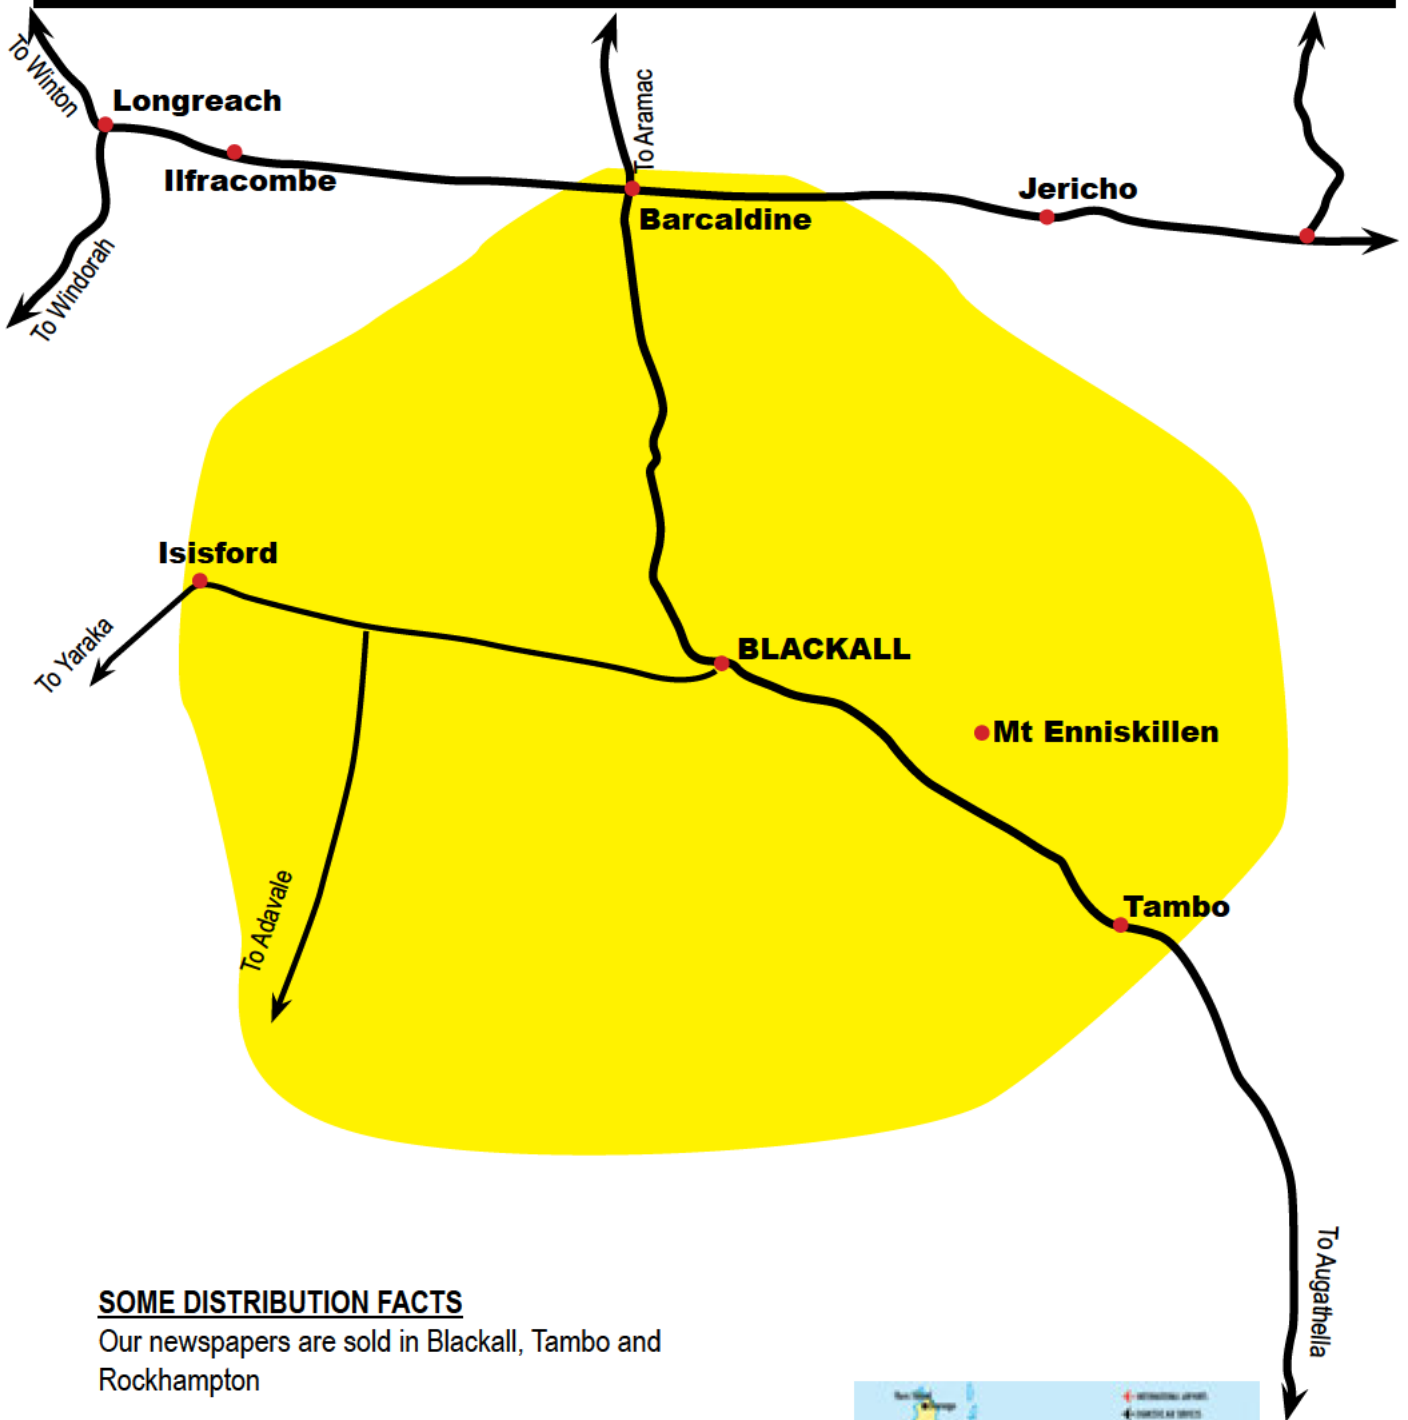 To Winton
Longreach
To Aramac
Ilfracombe
Jericho
Barcaldine
To Windorah
Isisford
To Yaraka
BLACKALL
Mt Enniskillen
To Adavale
Tambo
To Augathella
SOME DISTRIBUTION FACTS
Our newspapers are sold in Blackall, Tambo and
Rockhampton